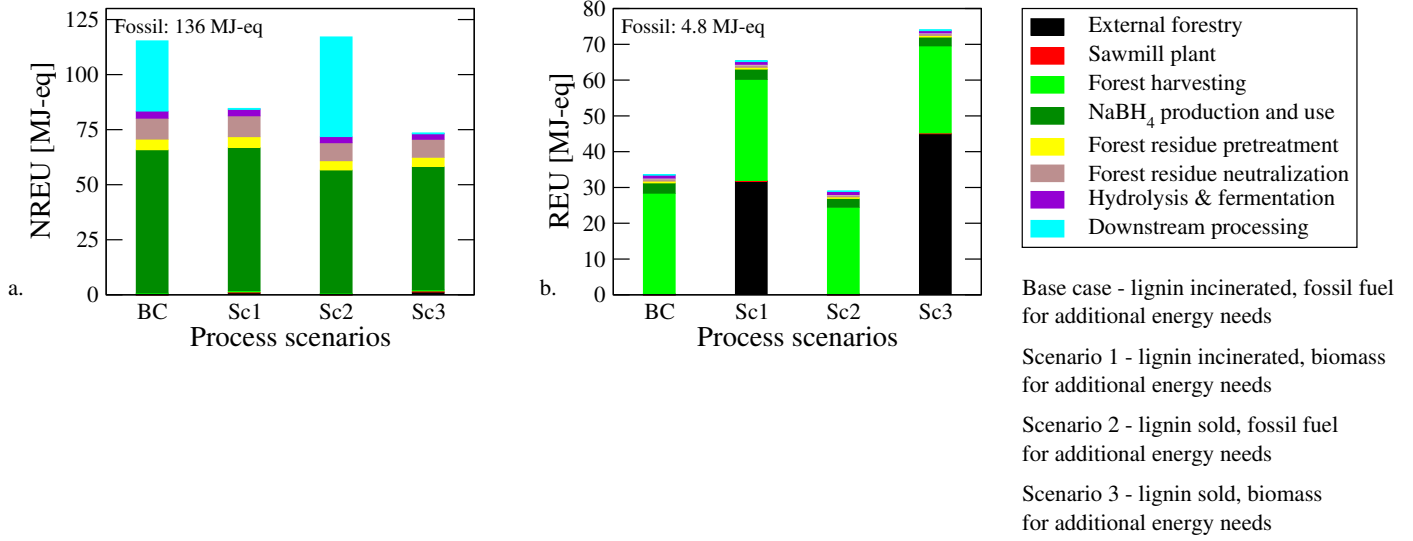 Fossil: 136 MJ-eq
125
100
75
50
25
0
NREU [MJ-eq]
BC Sc1 Sc2 Sc3
Process scenarios
a.
Fossil: 4.8 MJ-eq
80
70
60
50
40
30
20
10
0
REU [MJ-eq]
BC Sc1 Sc2 Sc3
Process scenarios
b.
External forestry
Sawmill plant
Forest harvesting
NaBH4 production and use
Forest residue pretreatment
Forest residue neutralization
Hydrolysis & fermentation
Downstream processing
Base case - lignin incinerated, fossil fuel
for additional energy needs
Scenario 1 - lignin incinerated, biomass
for additional energy needs
Scenario 2 - lignin sold, fossil fuel
for additional energy needs
Scenario 3 - lignin sold, biomass
for additional energy needs